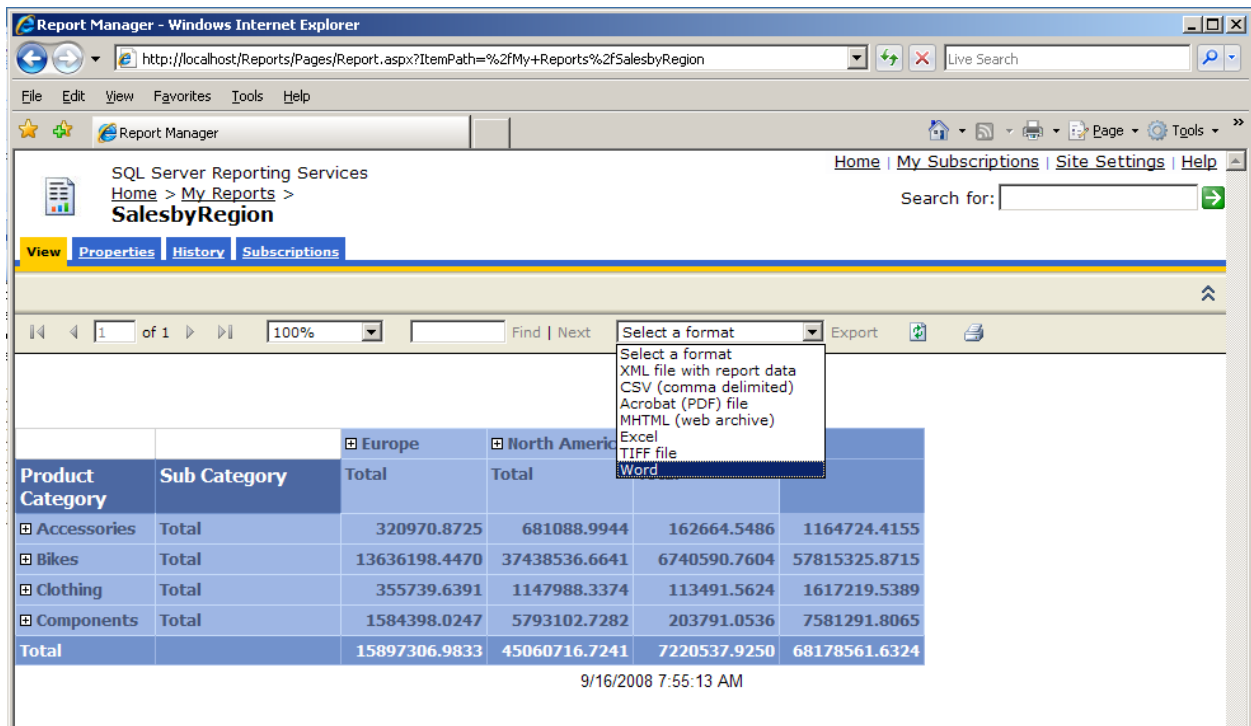 Report Manager - Windows Internet Explorer
http://localhost/Reports/Pages/Report.aspx?ItemPath=%2fMy+Reports%2fSalesbyRegion
Live Search
File Edit View Favorites Tools Help
Report Manager
Page Tools »
Home | My Subscriptions | Site Settings | Help
SQL Server Reporting Services
Home > My Reports >
Search for:
SalesbyRegion
View Properties History Subscriptions
1 of 1 100% Find | Next Select a format Export
Select a format
XML file with report data
CSV (comma delimited)
Acrobat (PDF) file
MHTML (web archive)
Excel
TIFF file
Word
Europe North Americ
Product Category Sub Category Total Total
Accessories Total 320970.8725 681088.9944 162664.5486 1164724.4155
Bikes Total 13636198.4470 37438536.6641 6740590.7604 57815325.8715
Clothing Total 355739.6391 1147988.3374 113491.5624 1617219.5389
Components Total 1584398.0247 5793102.7282 203791.0536 7581291.8065
Total 15897306.9833 45060716.7241 7220537.9250 68178561.6324
9/16/2008 7:55:13 AM